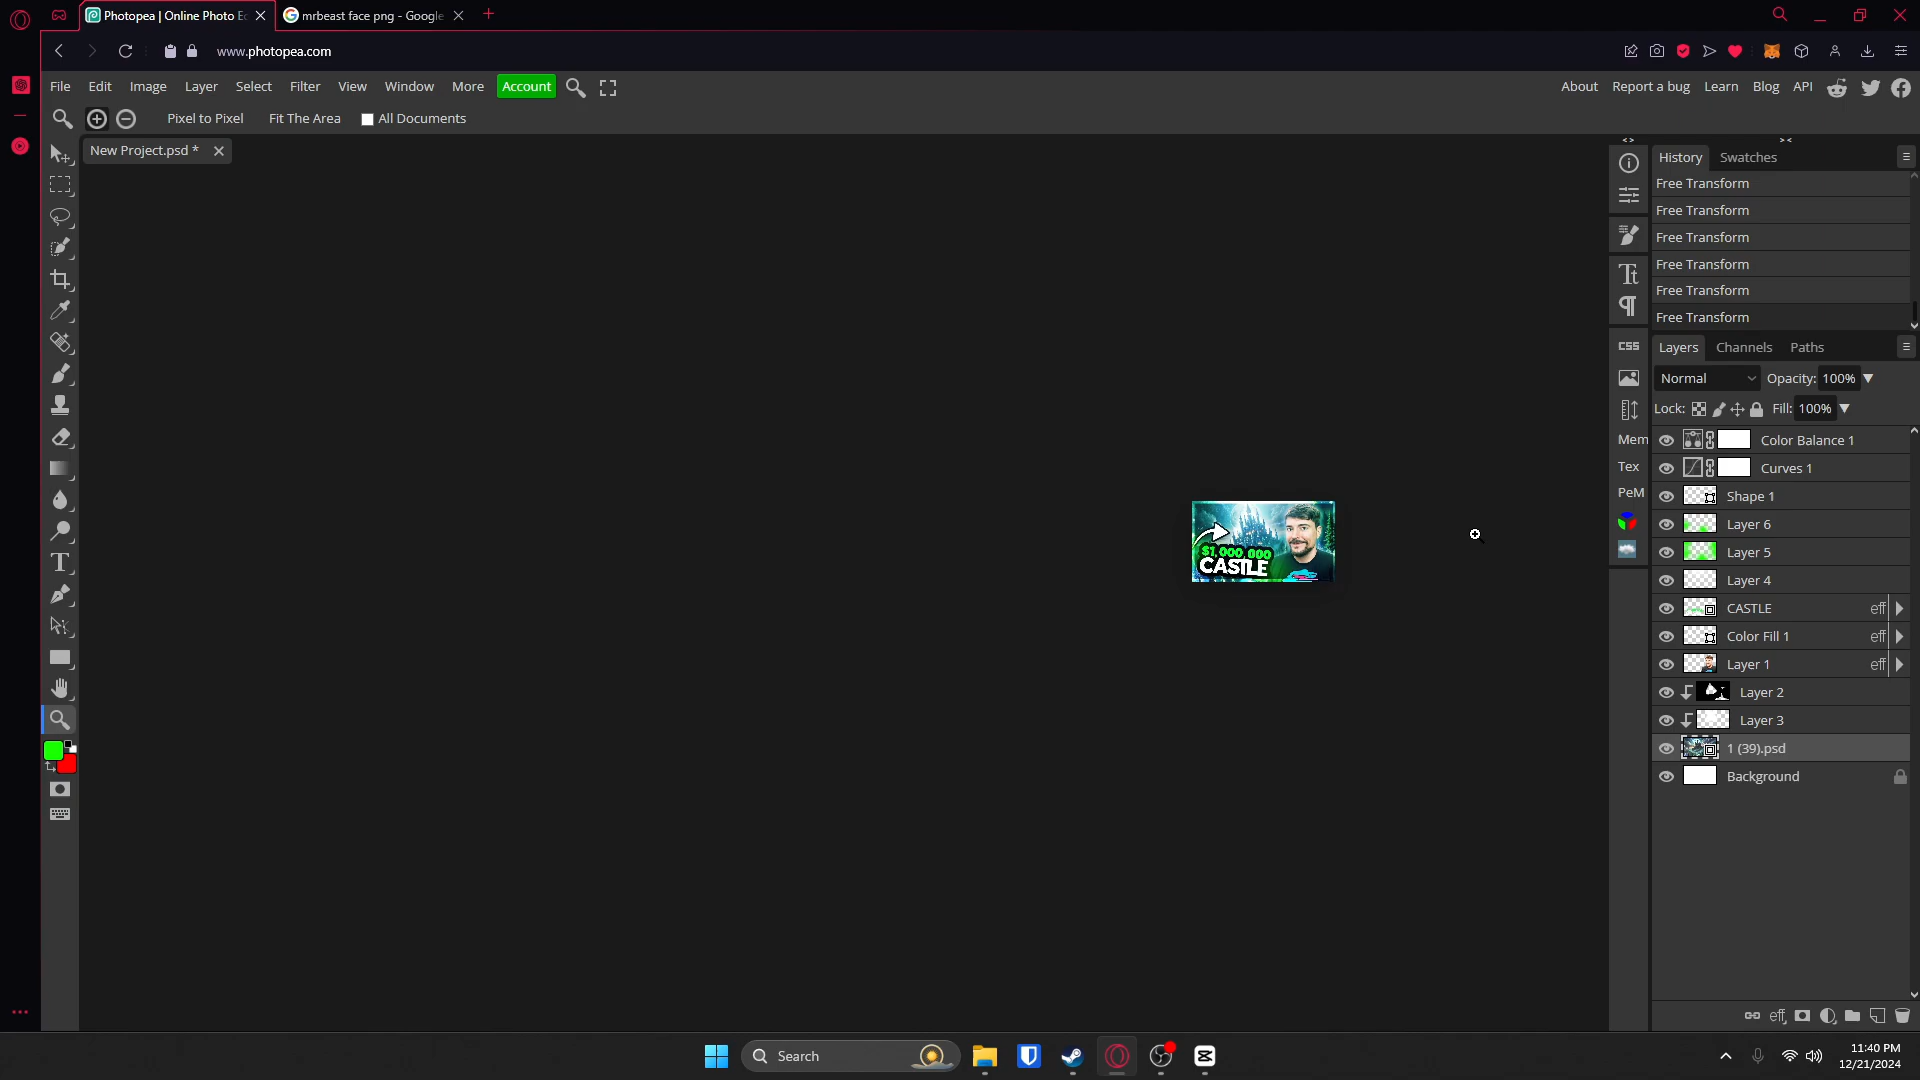 Photopea | Online Photo Ed
mrbeast face png - Google
www.photopea.com
File Edit Image Layer Select Filter View Window More Account
About Report a bug Learn Blog API
Pixel to Pixel Fit The Area All Documents
New Project.psd *
History Swatches
Free Transform
Free Transform
Free Transform
Free Transform
Free Transform
Free Transform
Layers Channels Paths
Normal Opacity: 100%
Lock: Fill: 100%
CSS
Mem
Tex
PeM
Color Balance 1
Curves 1
Shape 1
Layer 6
Layer 5
Layer 4
CASTLE eff
Color Fill 1 eff
Layer 1 eff
Layer 2
Layer 3
1 (39).psd
Background
eff
$1,000,000
CASTLE
Search
11:40 PM
12/21/2024